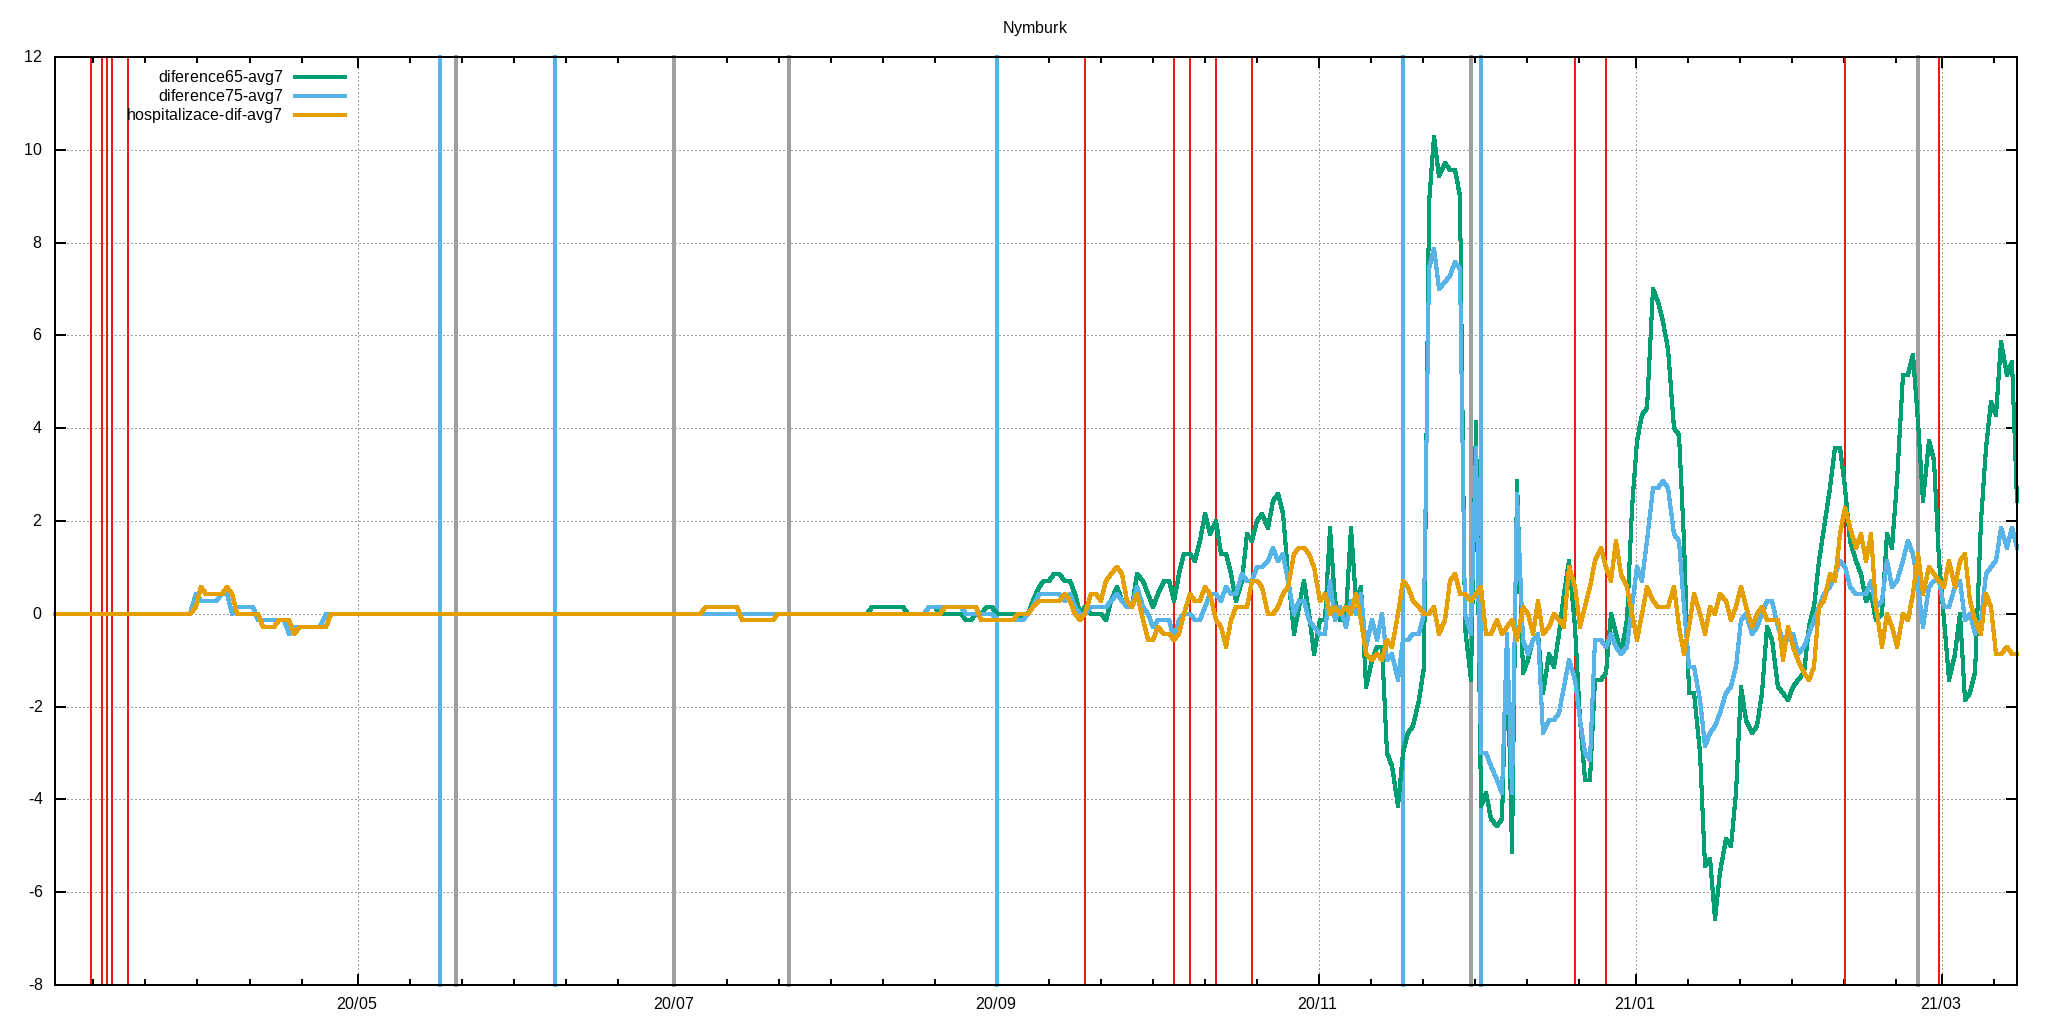 Nymburk
12
diference65-avg7
diference75-avg7
hospitalizace-dif-avg7
10
8
6
4
2
0
-2
-4
-6
-8
20/05 20/07 20/09 20/11 21/01 21/03